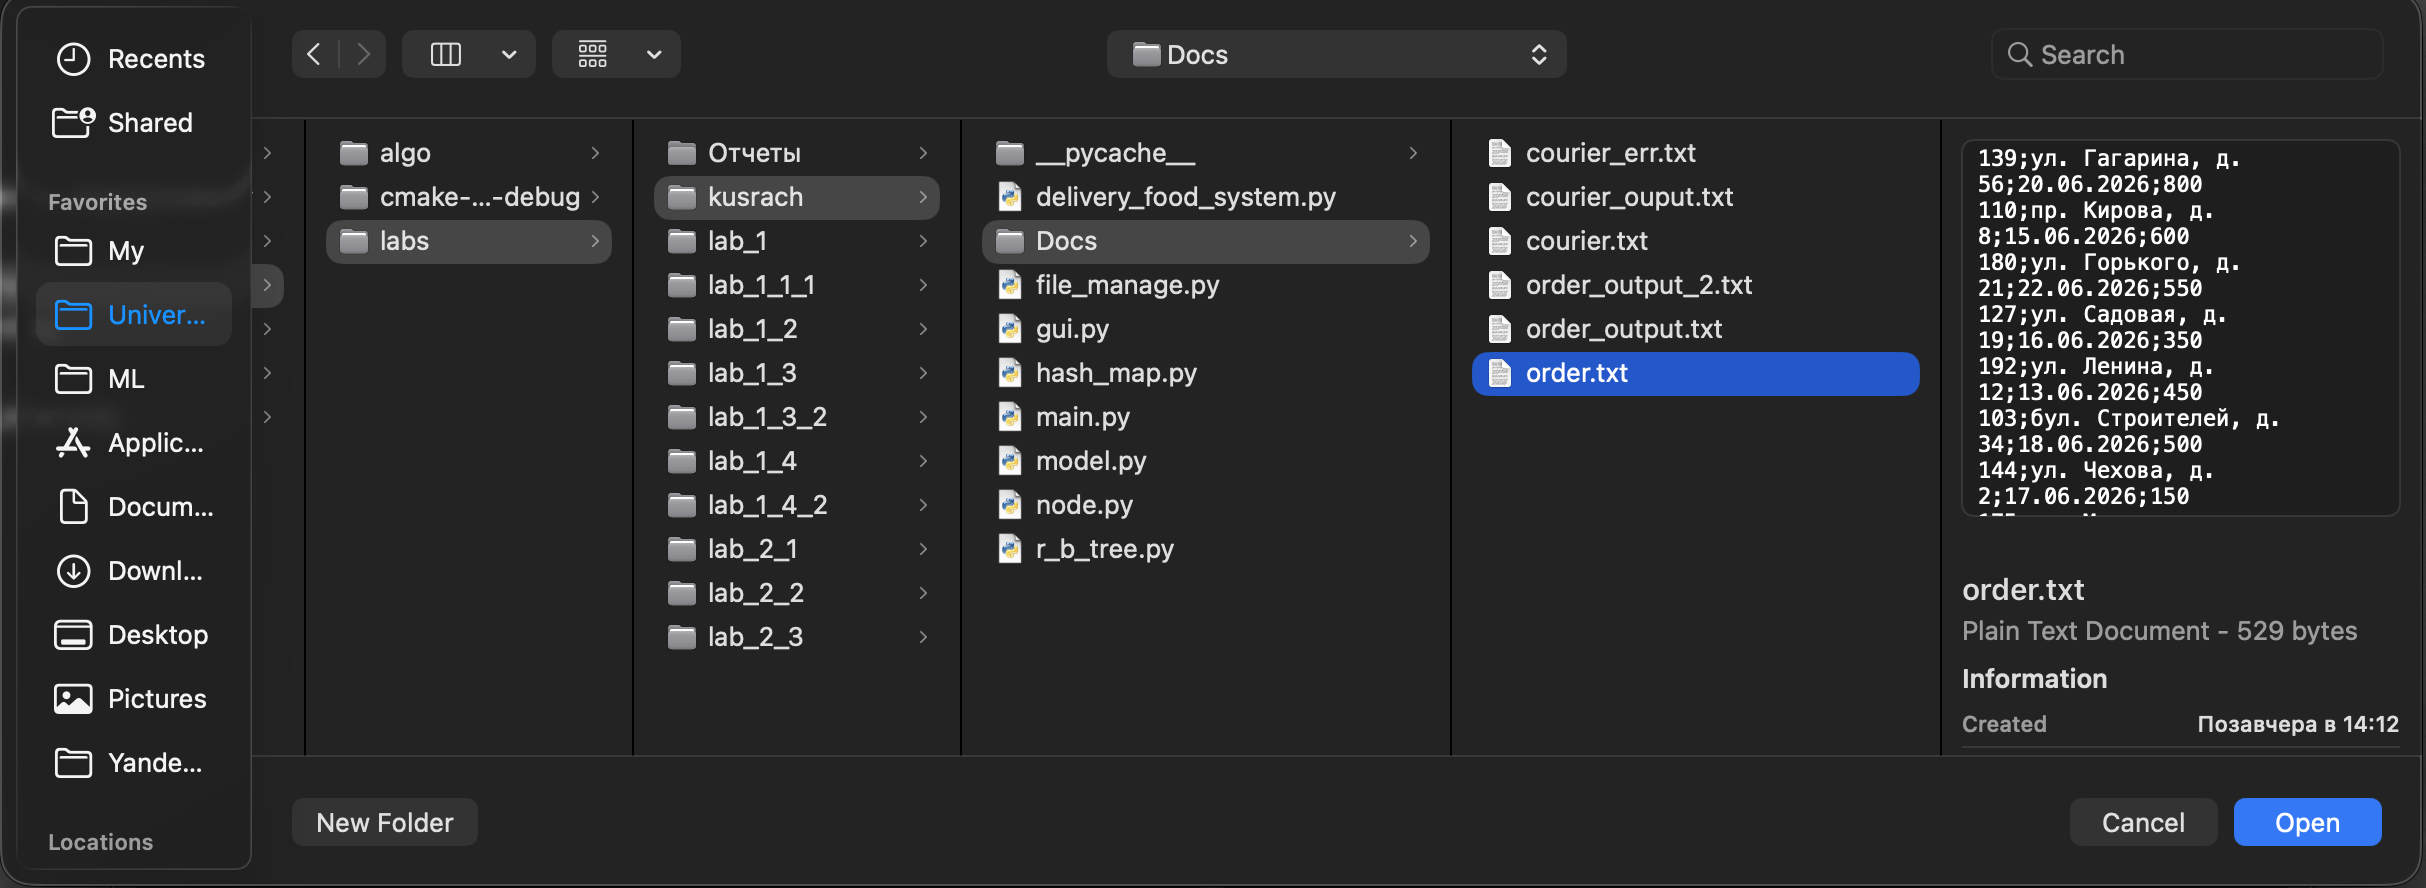 Recents
Shared
Favorites
My
Univer...
ML
Applic...
Docum...
Downl...
Desktop
Pictures
Yande...
Locations
Docs
Search
algo
cmake-...-debug
labs
Отчеты
kusrach
lab_1
lab_1_1_1
lab_1_2
lab_1_3
lab_1_3_2
lab_1_4
lab_1_4_2
lab_2_1
lab_2_2
lab_2_3
__pycache__
delivery_food_system.py
Docs
file_manage.py
gui.py
hash_map.py
main.py
model.py
node.py
r_b_tree.py
courier_err.txt
courier_ouput.txt
courier.txt
order_output_2.txt
order_output.txt
order.txt
139;ул. Гагарина, д.
56;20.06.2026;800
110;пр. Кирова, д.
8;15.06.2026;600
180;ул. Горького, д.
21;22.06.2026;550
127;ул. Садовая, д.
19;16.06.2026;350
192;ул. Ленина, д.
12;13.06.2026;450
103;бул. Строителей, д.
34;18.06.2026;500
144;ул. Чехова, д.
2;17.06.2026;150
order.txt
Plain Text Document - 529 bytes
Information
Created Позавчера в 14:12
New Folder
Cancel
Open